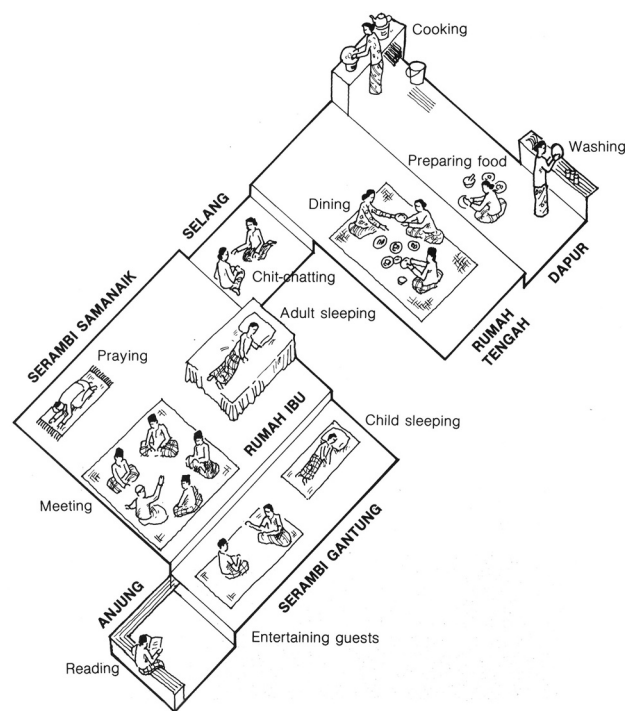 Cooking
Washing
Preparing food
Dining
SELANG
DAPUR
RUMAH
TENGAH
Chit-chatting
Adult sleeping
SERAMBI SAMANAIK
Praying
RUMAH IBU
Child sleeping
Meeting
SERAMBI GANTUNG
ANJUNG
Entertaining guests
Reading